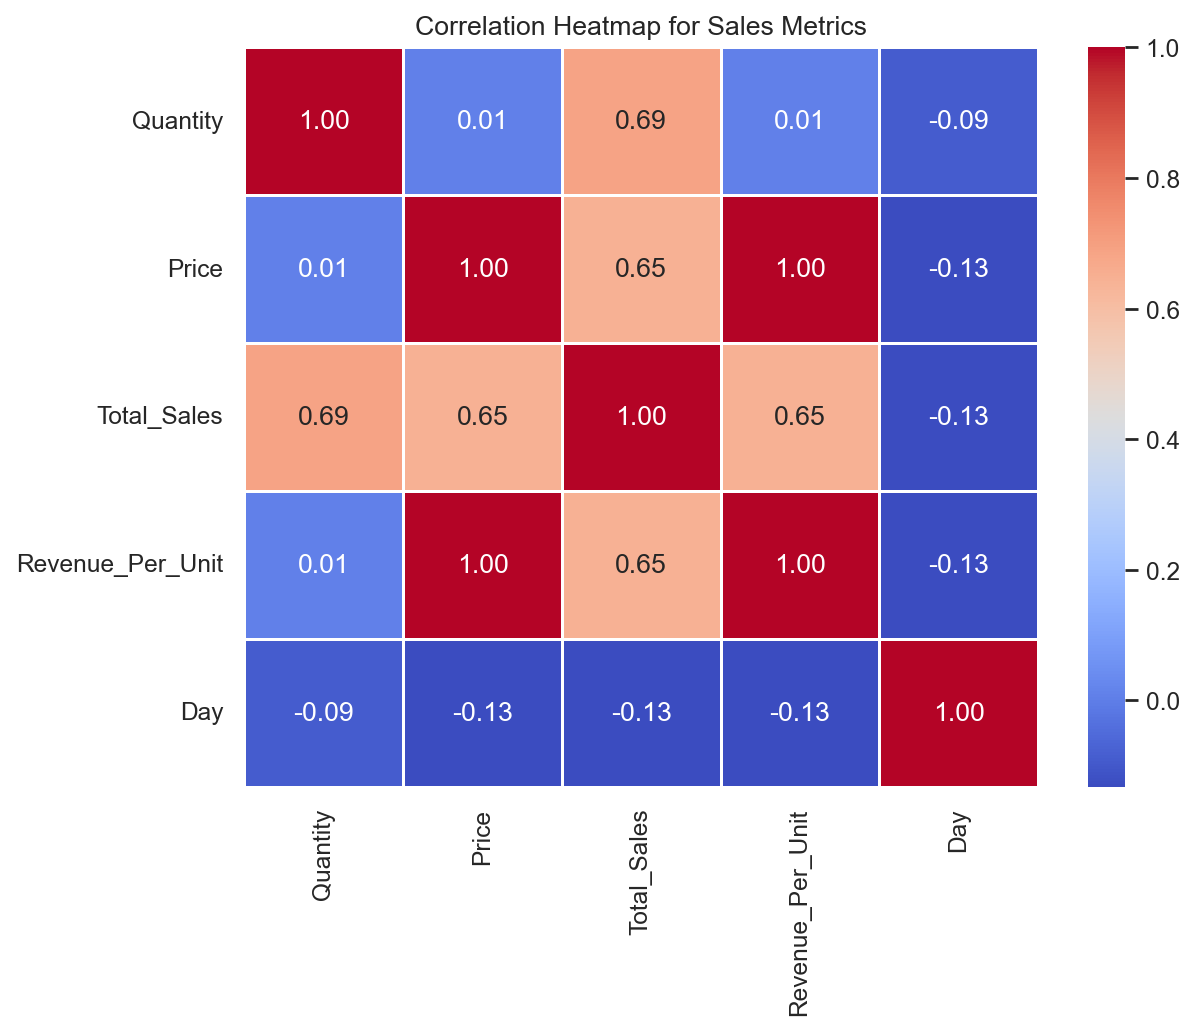 Correlation Heatmap for Sales Metrics
Quantity 1.00 0.01 0.69 0.01 -0.09
Price 0.01 1.00 0.65 1.00 -0.13
Total_Sales 0.69 0.65 1.00 0.65 -0.13
Revenue_Per_Unit 0.01 1.00 0.65 1.00 -0.13
Day -0.09 -0.13 -0.13 -0.13 1.00
Quantity Price Total_Sales Revenue_Per_Unit Day
1.0
0.8
0.6
0.4
0.2
0.0